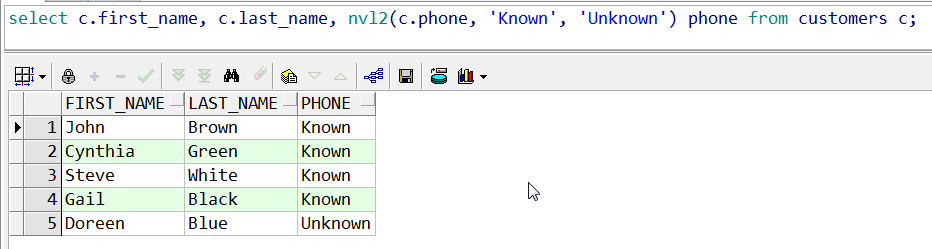 select c.first_name, c.last_name, nvl2(c.phone, 'Known', 'Unknown') phone from customers c;
FIRST_NAME LAST_NAME PHONE
1 John Brown Known
2 Cynthia Green Known
3 Steve White Known
4 Gail Black Known
5 Doreen Blue Unknown